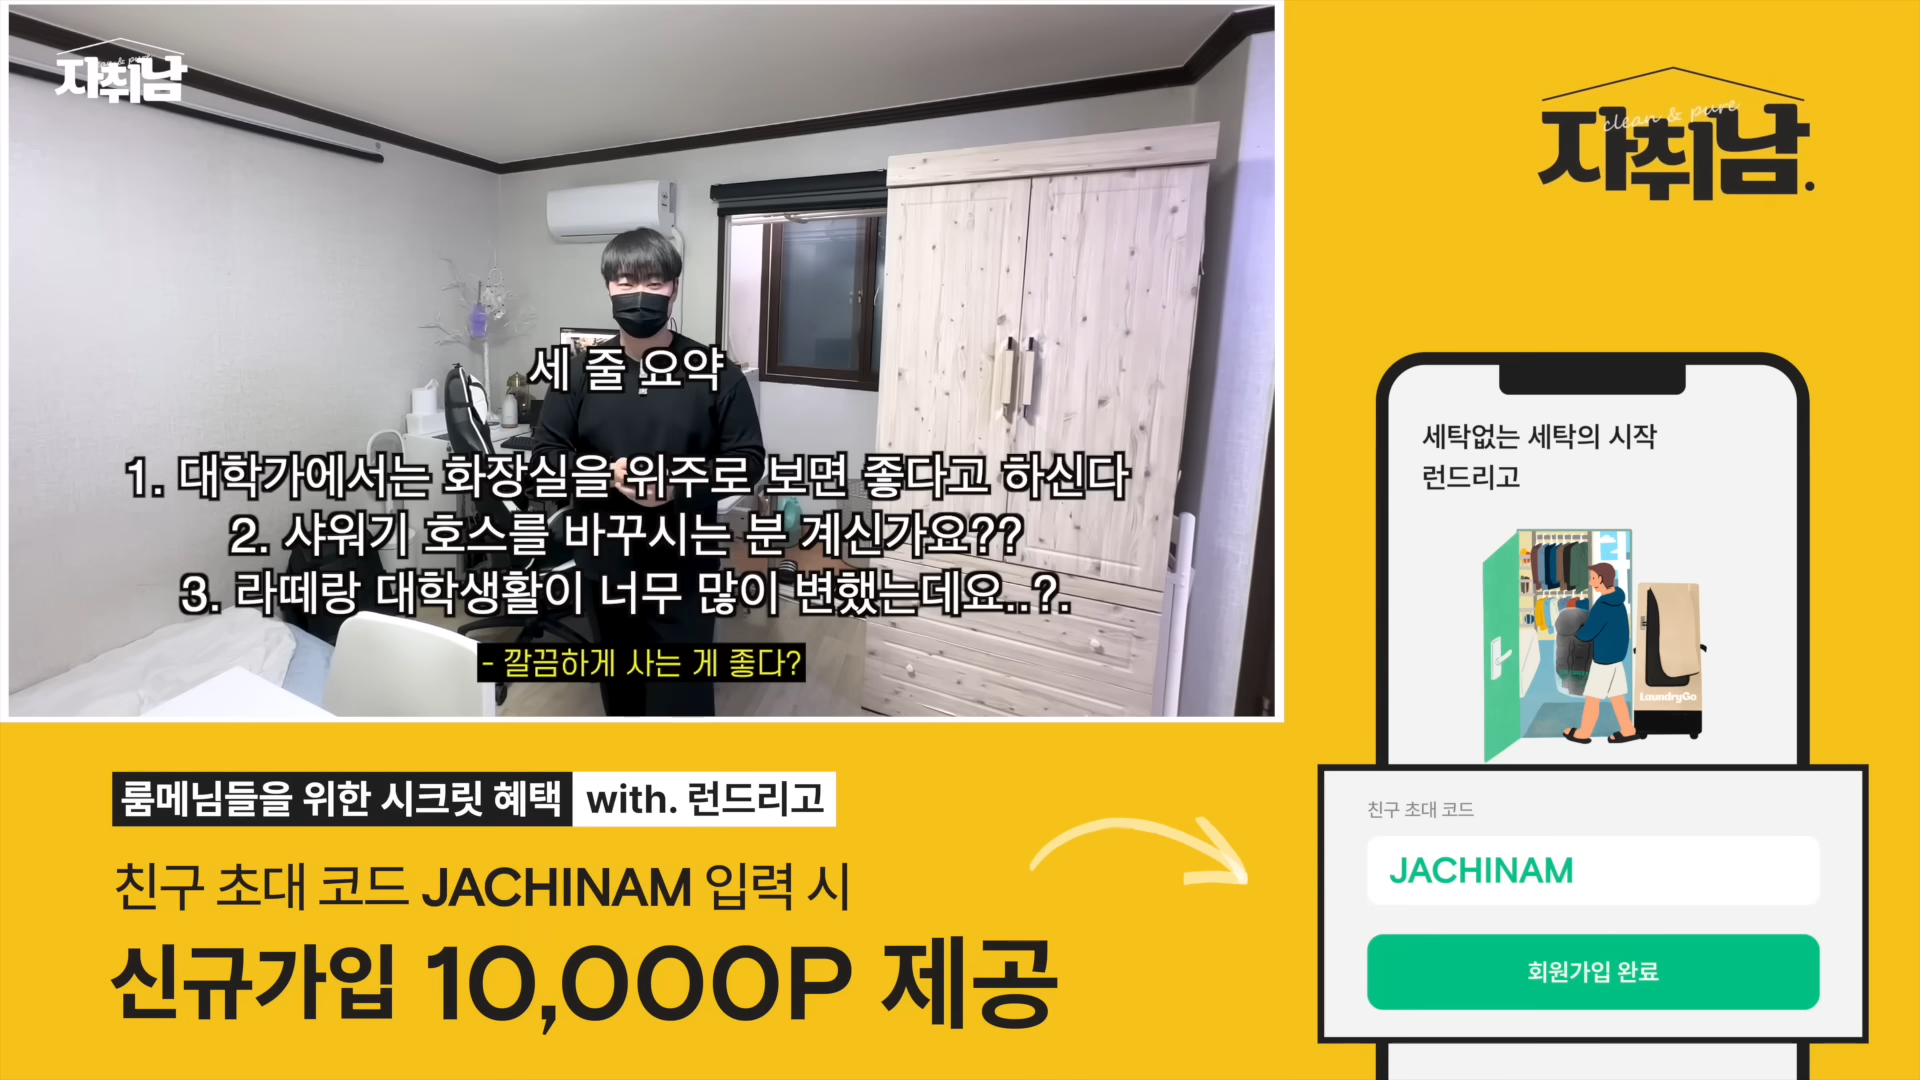 clean & pure
자취남
세 줄 요약
1. 대학가에서는 화장실을 위주로 보면 좋다고 하신다
2. 샤워기 호스를 바꾸시는 분 계신가요??
3. 라떼랑 대학생활이 너무 많이 변했는데요..?.
- 깔끔하게 사는 게 좋다?
clean & pure
자취남.
세탁없는 세탁의 시작
런드리고
LaundryGo
룸메님들을 위한 시크릿 혜택 with. 런드리고
친구 초대 코드 JACHINAM 입력 시
신규가입 10,000P 제공
친구 초대 코드
JACHINAM
회원가입 완료